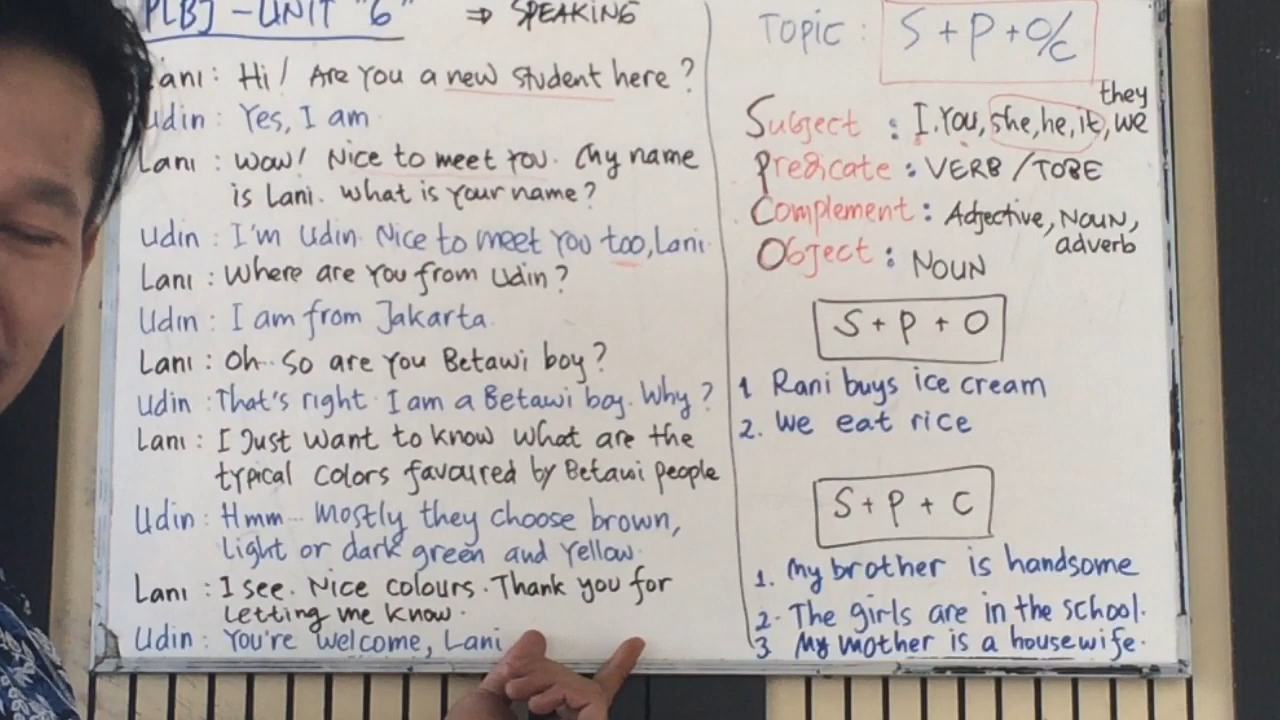 PLBJ - UNIT "6" ⇒ SPEAKING
Lani : Hi! Are You a new student here?
Udin : Yes, I am.
Lani : Wow! Nice to meet You. My name
is Lani. What is Your name?
Udin : I'm Udin. Nice to meet You too, Lani.
Lani : Where are You from Udin?
Udin : I am from Jakarta.
Lani : Oh.. So are You Betawi boy?
Udin : That's right. I am a Betawi boy. Why?
Lani : I Just want to know what are the
typical colors favoured by Betawi people
Udin : Hmm... Mostly they choose brown,
Light or dark green and Yellow.
Lani : I see. Nice colours. Thank you for
Letting me know.
Udin : You're welcome, Lani
Topic : S + P + O/C
they
Subject : I, You, she, he, it, we
Predicate : VERB / TOBE
Complement : Adjective, NOUN,
adverb
Object : NOUN
S + P + O
1 Rani buys ice cream
2. We eat rice
S + P + C
1. My brother is handsome
2. The girls are in the school.
3 My mother is a housewife.